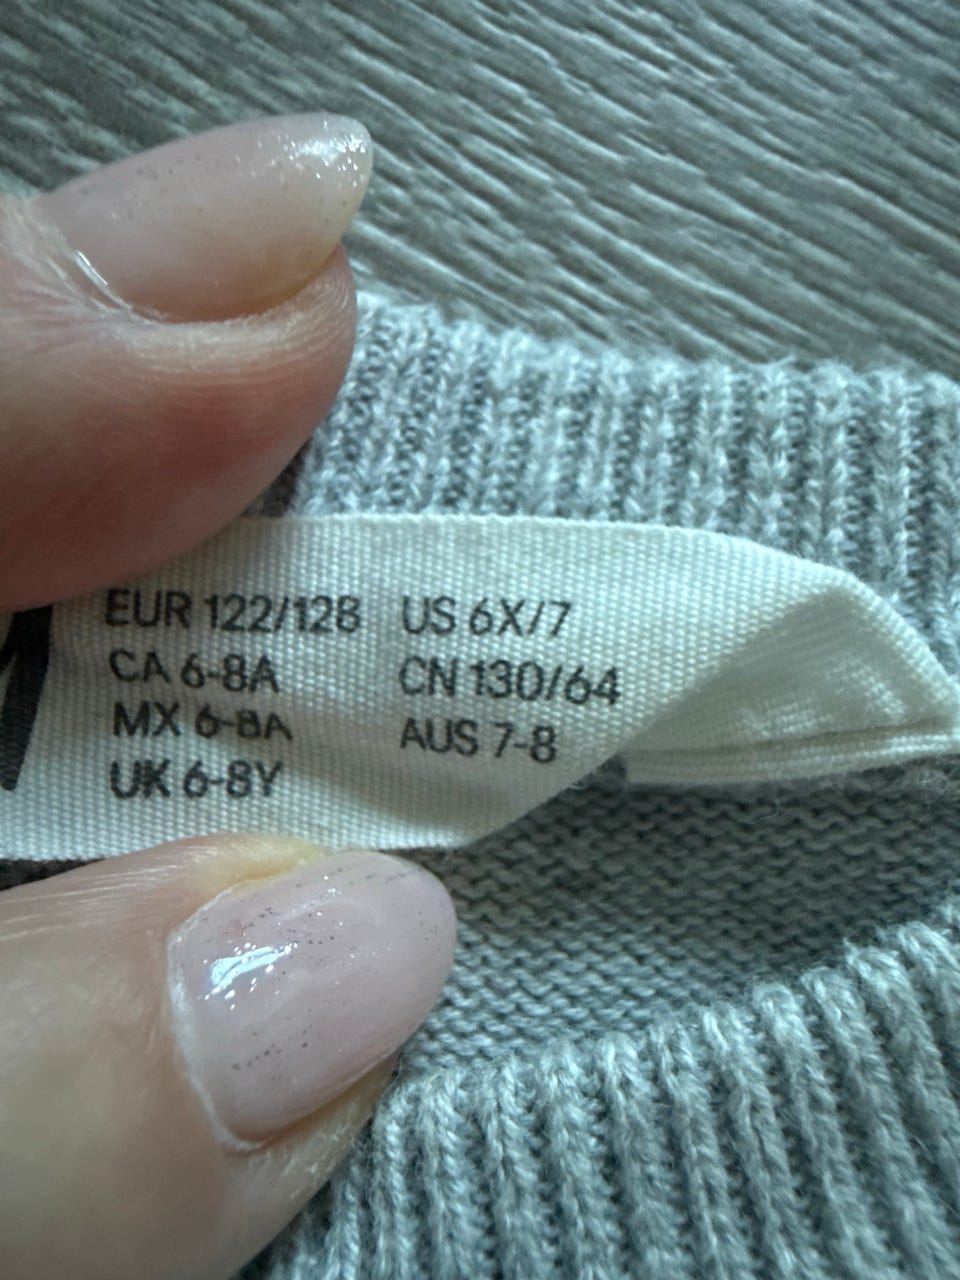 EUR 122/128 US 6X/7
CA 6-8A CN 130/64
MX 6-8A AUS 7-8
UK 6-8Y